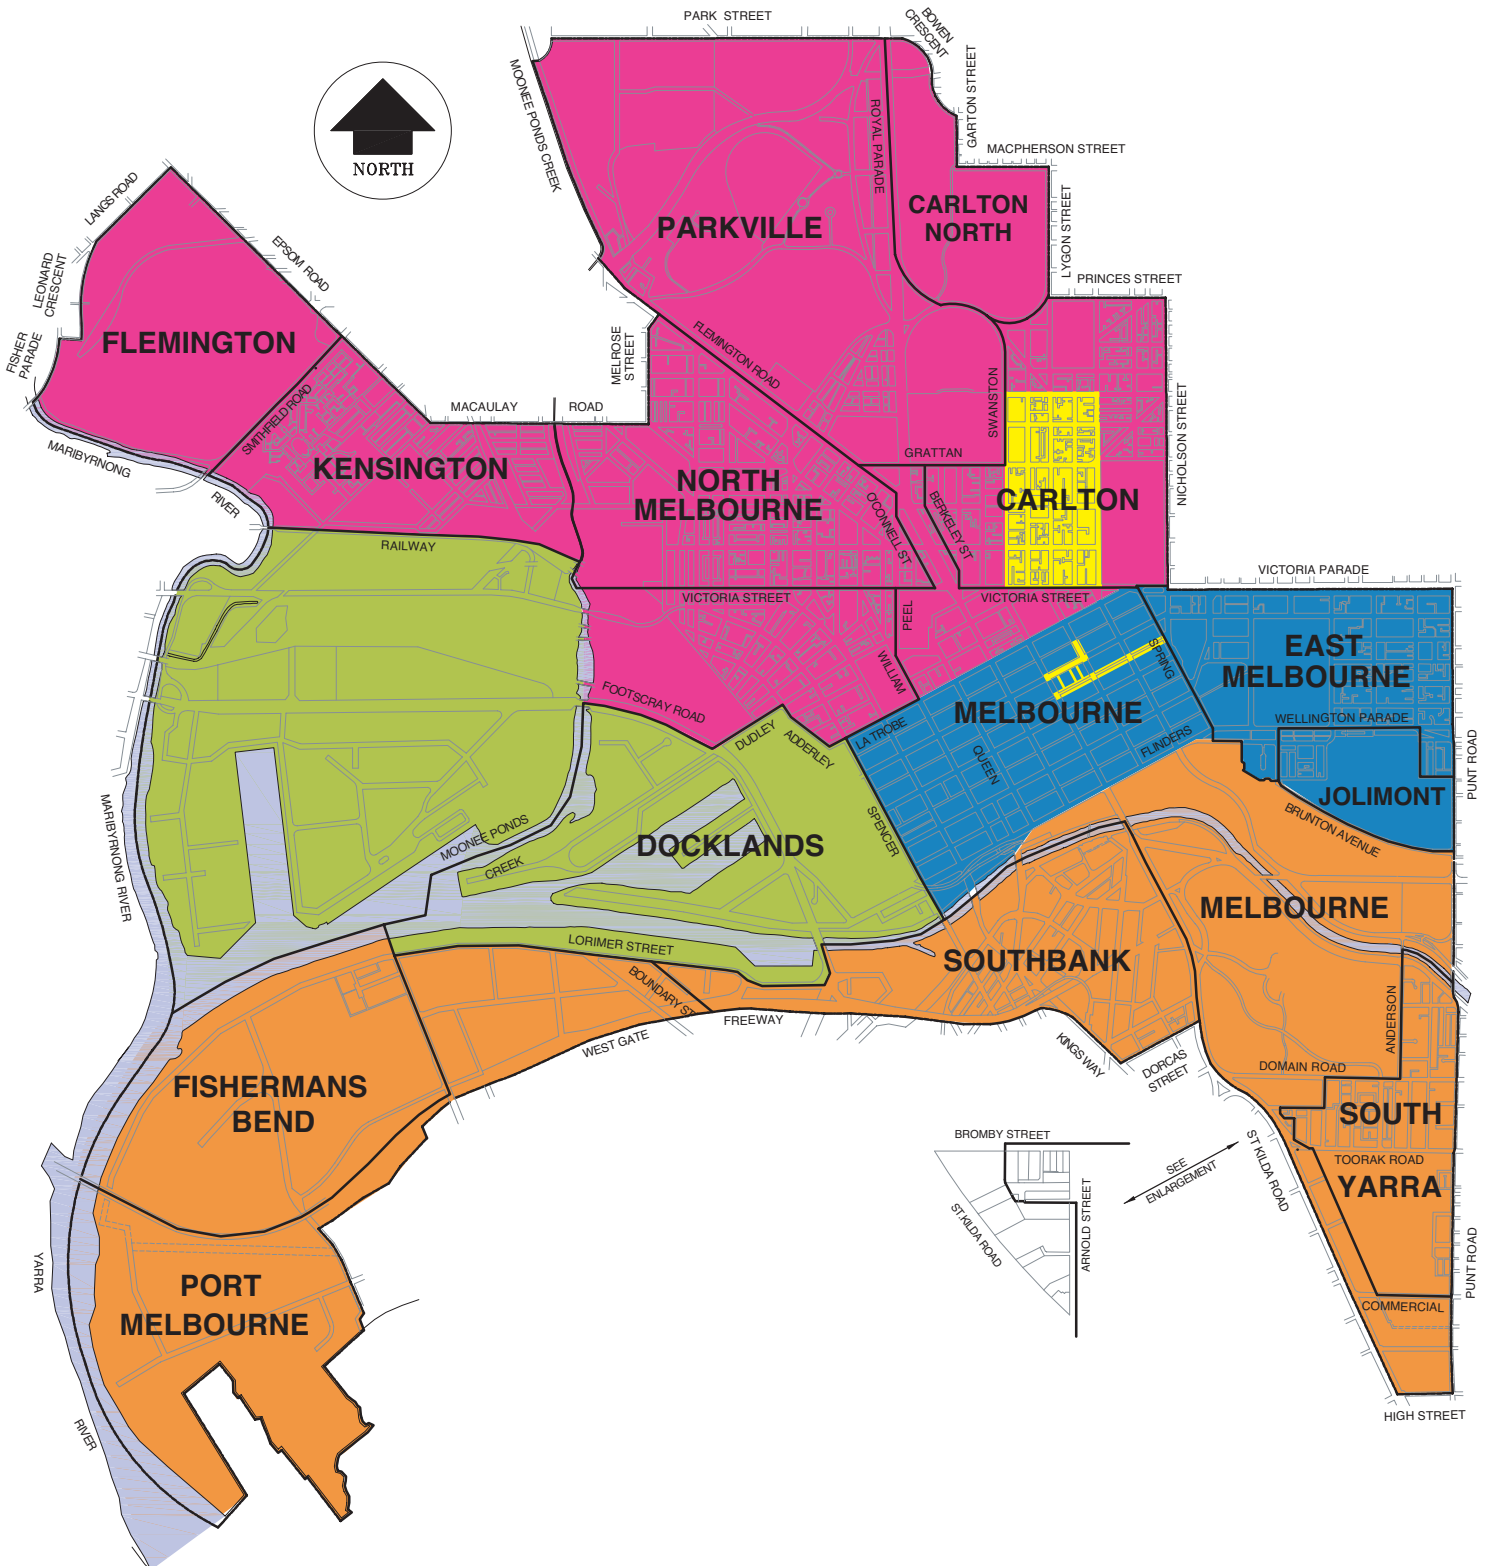 PARK STREET
BOWEN
CRESCENT
MOONEE PONDS CREEK
ROYAL PARADE
GARTON STREET
MACPHERSON STREET
NORTH
LANGS ROAD
LEONARD
CRESCENT
EPSOM ROAD
FISHER
PARADE
PARKVILLE
CARLTON
NORTH
LYGON STREET
PRINCES STREET
FLEMINGTON
MELROSE
STREET
FLEMINGTON ROAD
SWANSTON
NICHOLSON STREET
SMITHFIELD ROAD
MACAULAY
ROAD
MARIBYRNONG
RIVER
KENSINGTON
NORTH
MELBOURNE
GRATTAN
O'CONNELL ST
BERKELEY ST
CARLTON
RAILWAY
VICTORIA STREET
VICTORIA STREET
VICTORIA PARADE
PEEL
WILLIAM
SPRING
EAST
MELBOURNE
FOOTSCRAY ROAD
DUDLEY
ADDERLEY
LA TROBE
MELBOURNE
QUEEN
FLINDERS
WELLINGTON PARADE
PUNT ROAD
JOLIMONT
BRUNTON AVENUE
MARIBYRNONG RIVER
MOONEE PONDS
CREEK
DOCKLANDS
SPENCER
MELBOURNE
LORIMER STREET
SOUTHBANK
BOUNDARY ST
FREEWAY
WEST GATE
KINGS WAY
DORCAS
STREET
ANDERSON
DOMAIN ROAD
FISHERMANS
BEND
SOUTH
YARRA
TOORAK ROAD
BROMBY STREET
ST.KILDA ROAD
ARNOLD STREET
SEE
ENLARGEMENT
ST KILDA ROAD
PUNT ROAD
YARRA
RIVER
PORT
MELBOURNE
COMMERCIAL
HIGH STREET